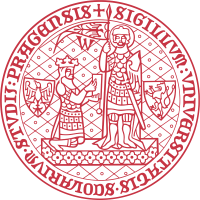 + SIGILLVM · VNIVERSITATIS · SCOLARIVM · STVDII · PRAGENSIS